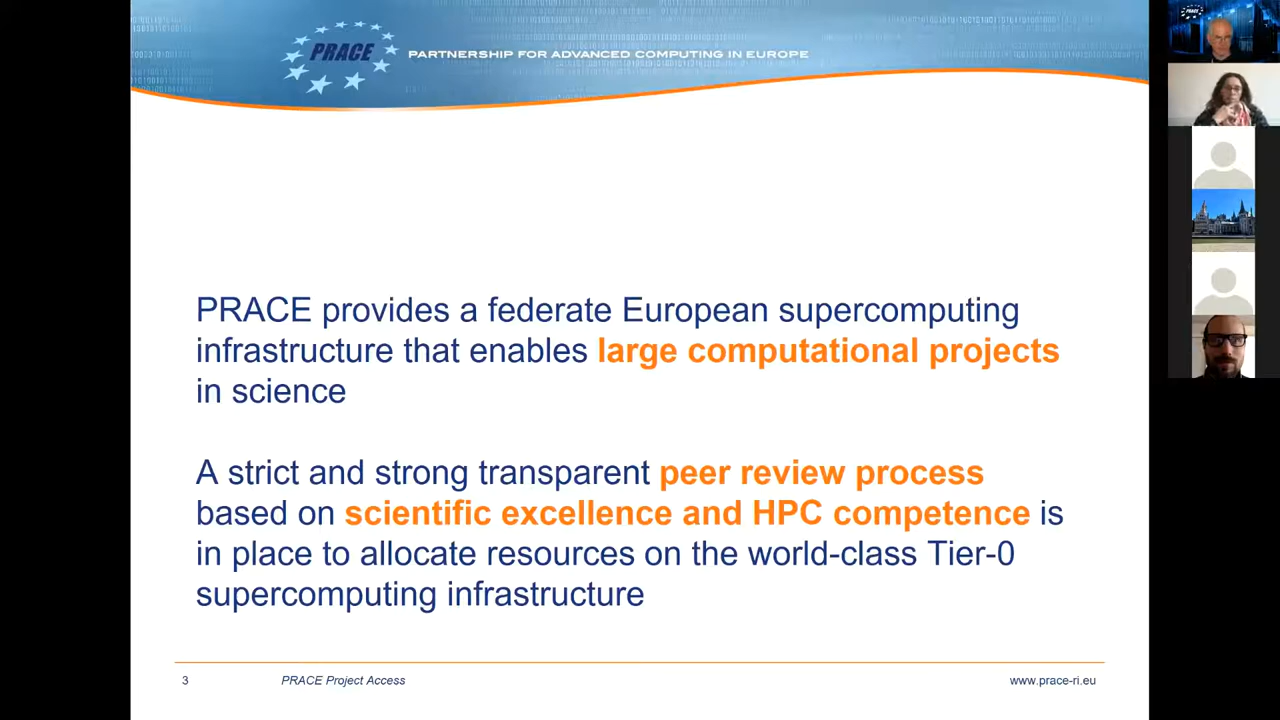 PRACE
PARTNERSHIP FOR ADVANCED COMPUTING IN EUROPE
PRACE provides a federate European supercomputing
infrastructure that enables large computational projects
in science
A strict and strong transparent peer review process
based on scientific excellence and HPC competence is
in place to allocate resources on the world-class Tier-0
supercomputing infrastructure
3
PRACE Project Access
www.prace-ri.eu
PRACE